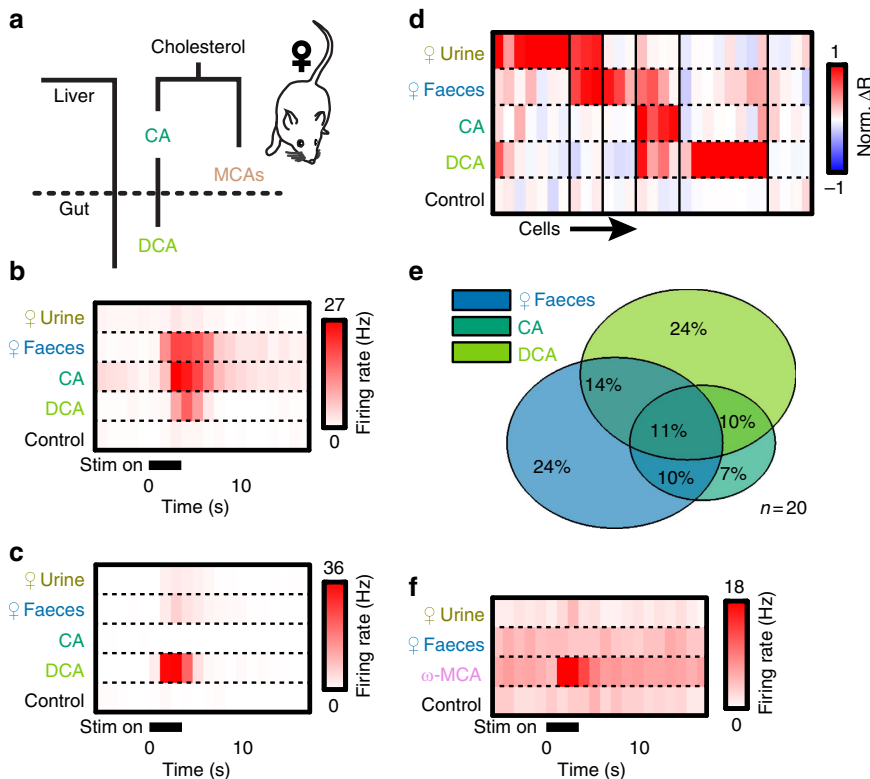 a
Cholesterol
♀
Liver
CA
MCAs
Gut
DCA
b
♀ Urine
♀ Faeces
CA
DCA
Control
27
0
Firing rate (Hz)
Stim on
0
10
Time (s)
c
♀ Urine
♀ Faeces
CA
DCA
Control
36
0
Firing rate (Hz)
Stim on
0
10
Time (s)
d
♀ Urine
♀ Faeces
CA
DCA
Control
Cells
1
−1
Norm. ΔR
e
♀ Faeces
CA
DCA
24%
14%
11%
10%
24%
10%
7%
n=20
f
♀ Urine
♀ Faeces
ω-MCA
Control
18
0
Firing rate (Hz)
Stim on
0
10
Time (s)